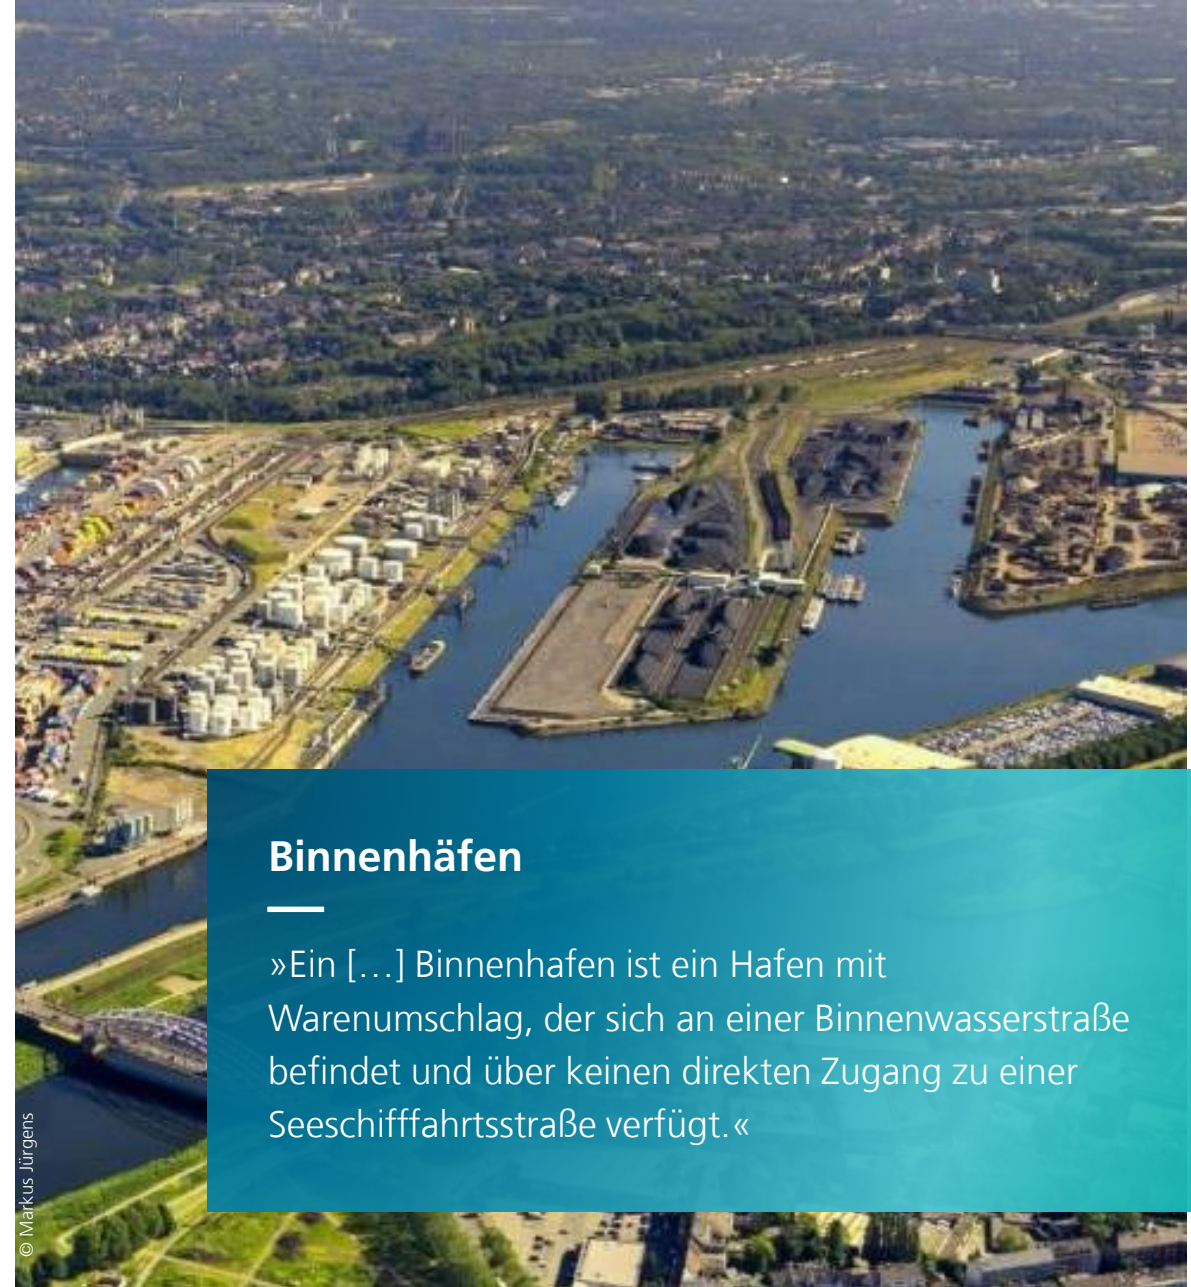 Binnenhäfen
»Ein […] Binnenhafen ist ein Hafen mit
Warenumschlag, der sich an einer Binnenwasserstraße
befindet und über keinen direkten Zugang zu einer
Seeschifffahrtsstraße verfügt.«
© Markus Jürgens